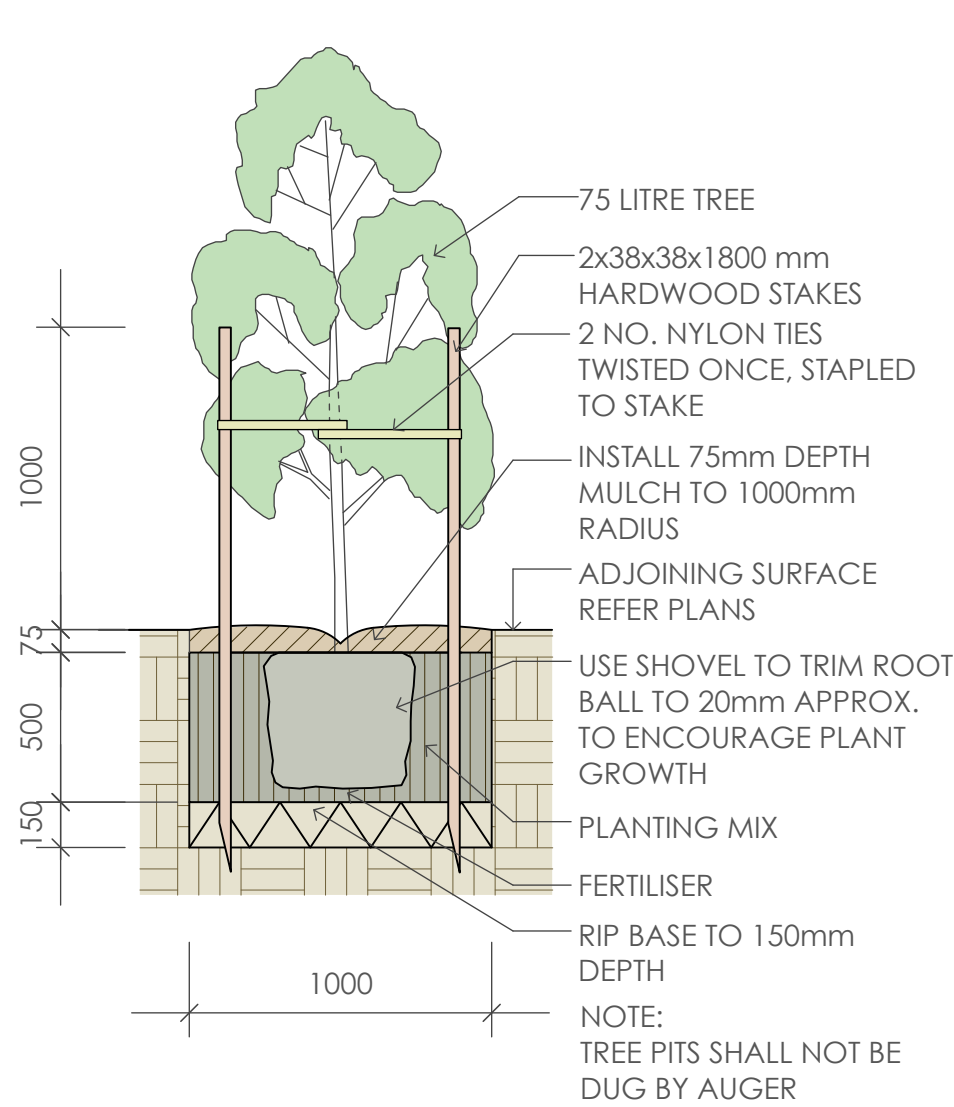 75 LITRE TREE
2x38x38x1800 mm
HARDWOOD STAKES
2 NO. NYLON TIES
TWISTED ONCE, STAPLED
TO STAKE
INSTALL 75mm DEPTH
MULCH TO 1000mm
RADIUS
ADJOINING SURFACE
REFER PLANS
USE SHOVEL TO TRIM ROOT
BALL TO 20mm APPROX.
TO ENCOURAGE PLANT
GROWTH
PLANTING MIX
FERTILISER
RIP BASE TO 150mm
DEPTH
NOTE:
TREE PITS SHALL NOT BE
DUG BY AUGER
1000
75
500
150
1000